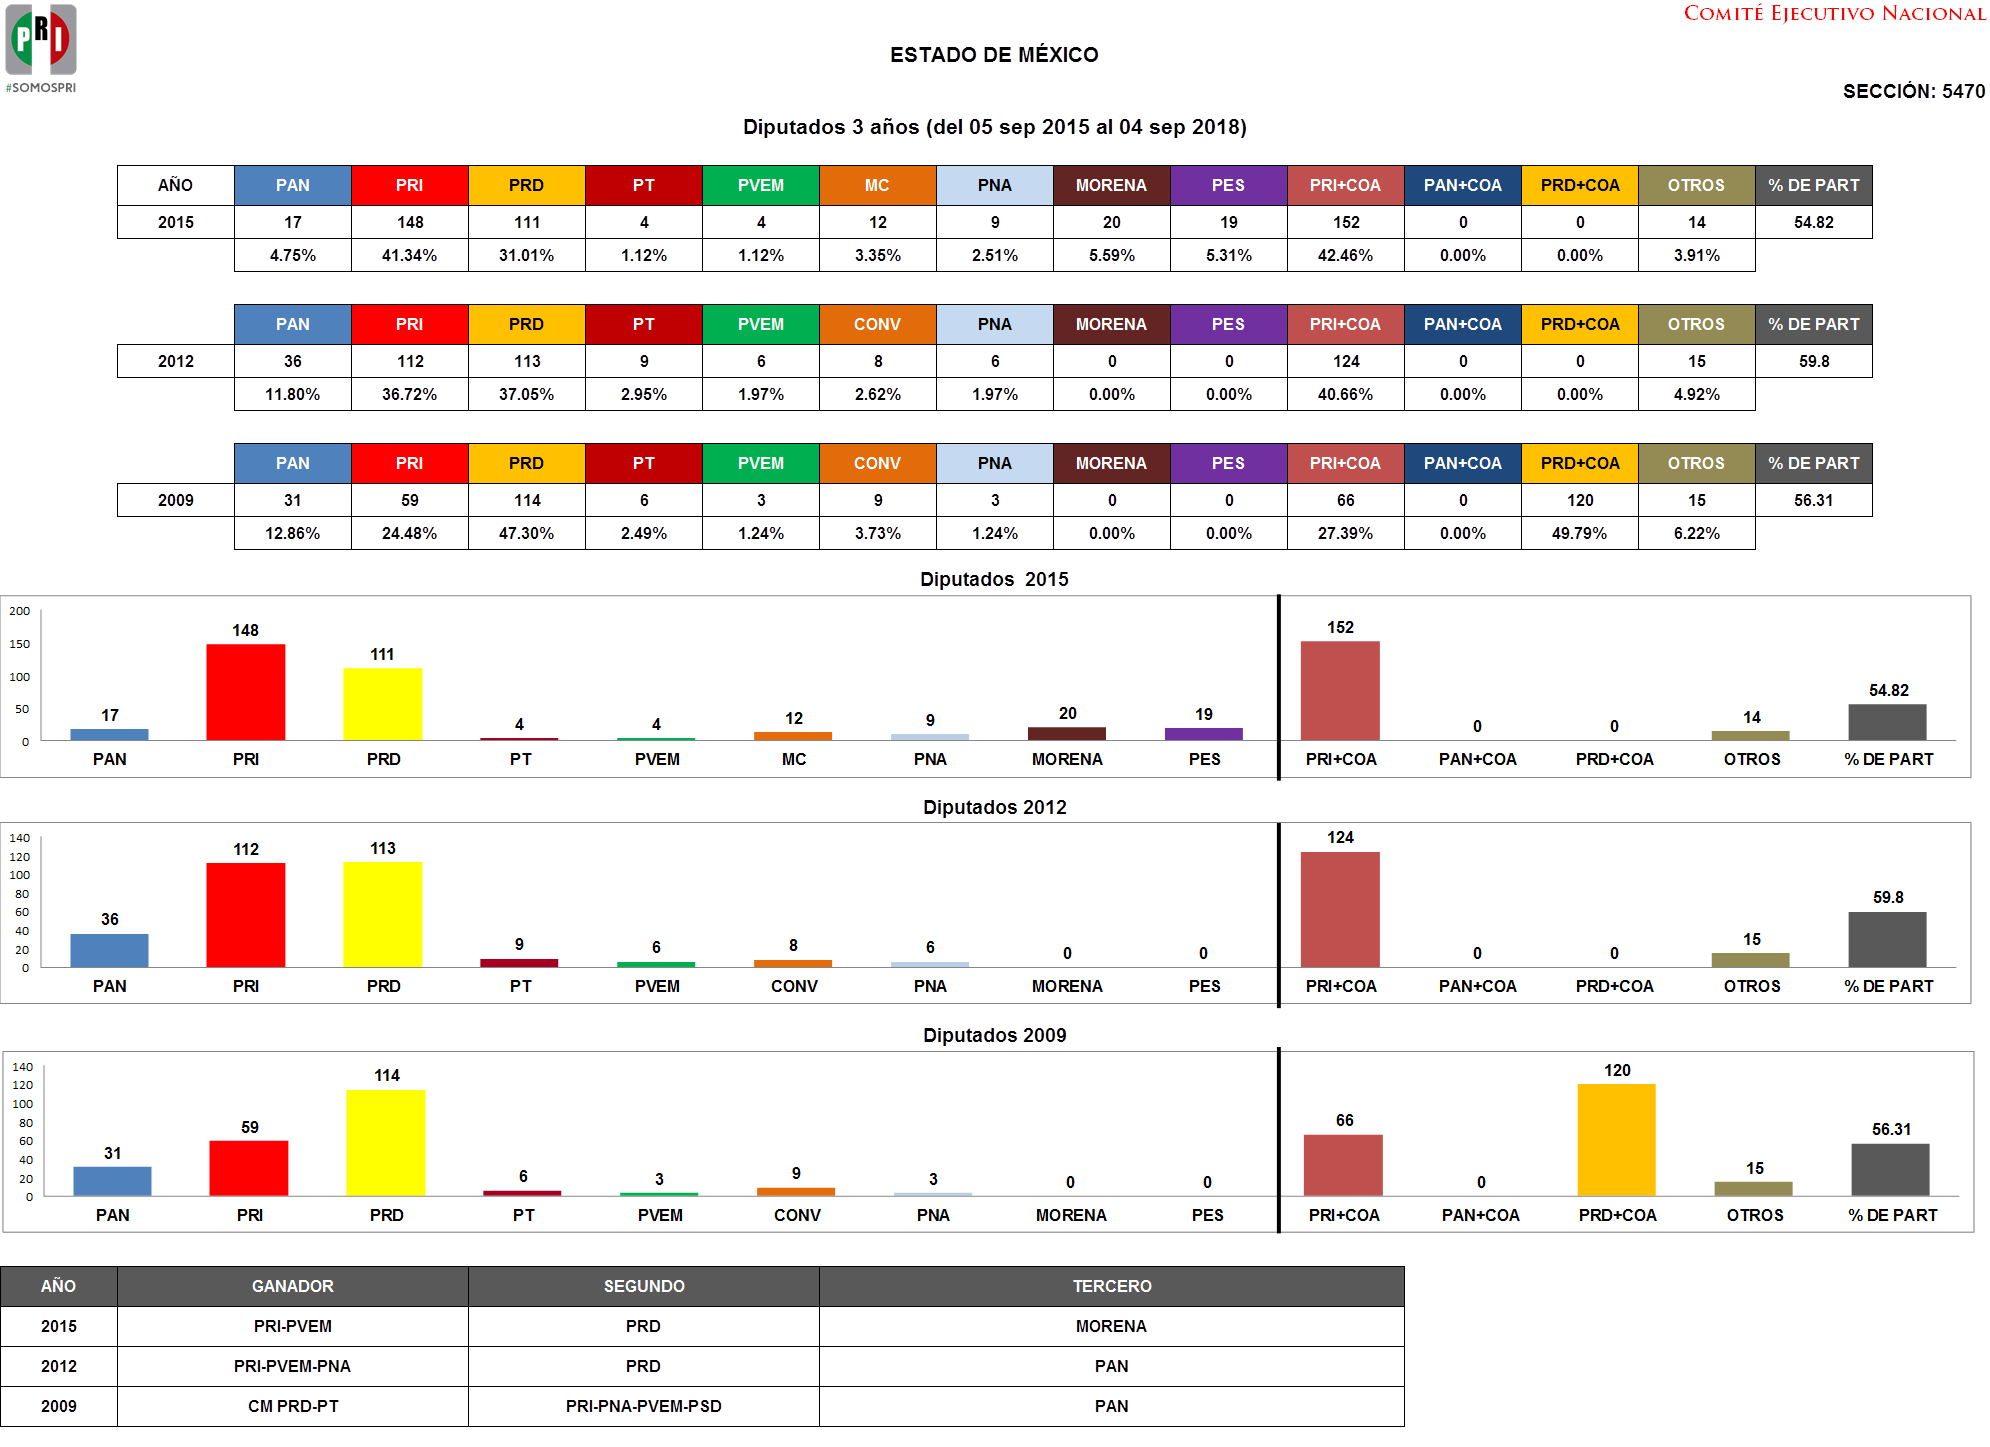 PRI
#SOMOSPRI
COMITÉ EJECUTIVO NACIONAL
ESTADO DE MÉXICO
SECCIÓN: 5470
Diputados 3 años (del 05 sep 2015 al 04 sep 2018)
AÑO PAN PRI PRD PT PVEM MC PNA MORENA PES PRI+COA PAN+COA PRD+COA OTROS % DE PART
2015 17 148 111 4 4 12 9 20 19 152 0 0 14 54.82
4.75% 41.34% 31.01% 1.12% 1.12% 3.35% 2.51% 5.59% 5.31% 42.46% 0.00% 0.00% 3.91%
PAN PRI PRD PT PVEM CONV PNA MORENA PES PRI+COA PAN+COA PRD+COA OTROS % DE PART
2012 36 112 113 9 6 8 6 0 0 124 0 0 15 59.8
11.80% 36.72% 37.05% 2.95% 1.97% 2.62% 1.97% 0.00% 0.00% 40.66% 0.00% 0.00% 4.92%
PAN PRI PRD PT PVEM CONV PNA MORENA PES PRI+COA PAN+COA PRD+COA OTROS % DE PART
2009 31 59 114 6 3 9 3 0 0 66 0 120 15 56.31
12.86% 24.48% 47.30% 2.49% 1.24% 3.73% 1.24% 0.00% 0.00% 27.39% 0.00% 49.79% 6.22%
Diputados 2015
200
150
100
50
0
17 148 111 4 4 12 9 20 19 152 0 0 14 54.82
PAN PRI PRD PT PVEM MC PNA MORENA PES PRI+COA PAN+COA PRD+COA OTROS % DE PART
Diputados 2012
140
120
100
80
60
40
20
0
36 112 113 9 6 8 6 0 0 124 0 0 15 59.8
PAN PRI PRD PT PVEM CONV PNA MORENA PES PRI+COA PAN+COA PRD+COA OTROS % DE PART
Diputados 2009
140
120
100
80
60
40
20
0
31 59 114 6 3 9 3 0 0 66 0 120 15 56.31
PAN PRI PRD PT PVEM CONV PNA MORENA PES PRI+COA PAN+COA PRD+COA OTROS % DE PART
AÑO GANADOR SEGUNDO TERCERO
2015 PRI-PVEM PRD MORENA
2012 PRI-PVEM-PNA PRD PAN
2009 CM PRD-PT PRI-PNA-PVEM-PSD PAN